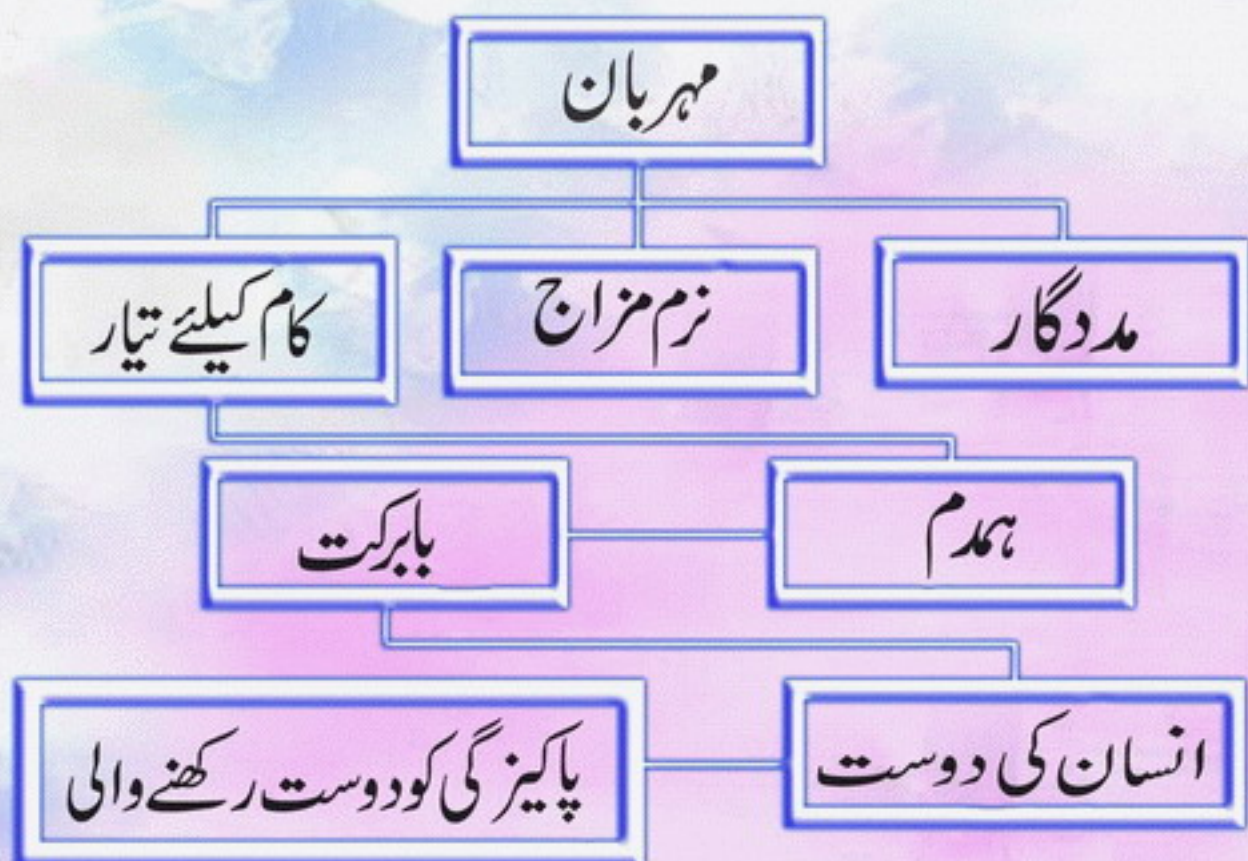 مہربان
مددگار
نرم مزاج
کام کیلئے تیار
ہمدم
بابرکت
انسان کی دوست
پاکیزگی کو دوست رکھنے والی